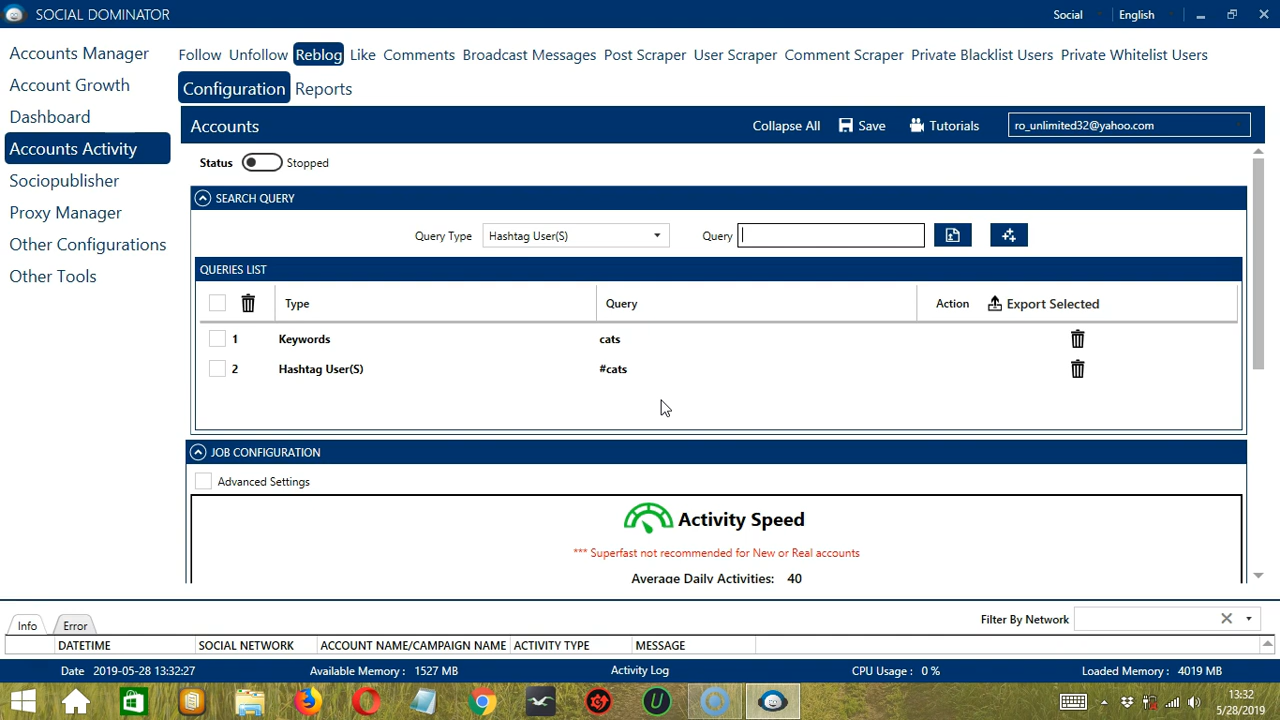 SOCIAL DOMINATOR
Social English
Accounts Manager
Account Growth
Dashboard
Accounts Activity
Sociopublisher
Proxy Manager
Other Configurations
Other Tools
Follow Unfollow Reblog Like Comments Broadcast Messages Post Scraper User Scraper Comment Scraper Private Blacklist Users Private Whitelist Users
Configuration Reports
Accounts Collapse All Save Tutorials ro_unlimited32@yahoo.com
Status Stopped
SEARCH QUERY
Query Type Hashtag User(S) Query
QUERIES LIST
Type Query Action Export Selected
1 Keywords cats
2 Hashtag User(S) #cats
JOB CONFIGURATION
Advanced Settings
Activity Speed
*** Superfast not recommended for New or Real accounts
Average Daily Activities: 40
Info Error Filter By Network
DATETIME SOCIAL NETWORK ACCOUNT NAME/CAMPAIGN NAME ACTIVITY TYPE MESSAGE
Date 2019-05-28 13:32:27 Available Memory : 1527 MB Activity Log CPU Usage : 0 % Loaded Memory : 4019 MB
13:32
5/28/2019